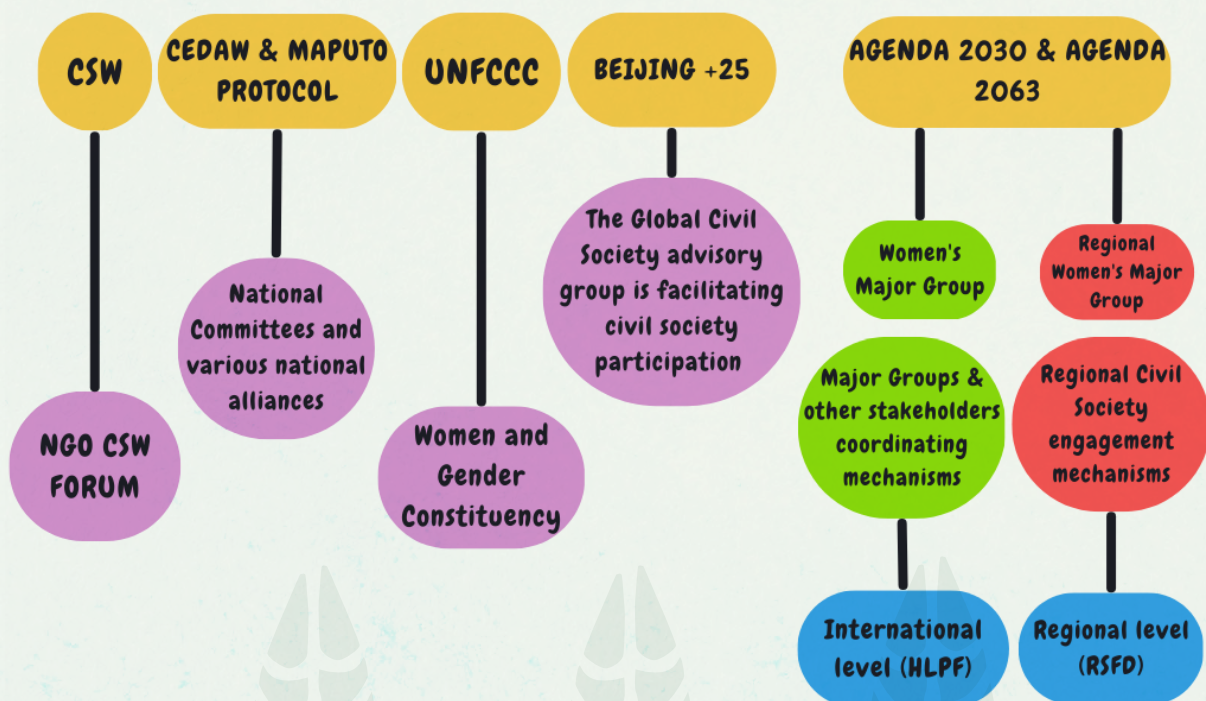 CSW
CEDAW & MAPUTO
PROTOCOL
UNFCCC
BEIJING +25
AGENDA 2030 & AGENDA
2063
NGO CSW
FORUM
National
Committees and
various national
alliances
Women and
Gender
Constituency
The Global Civil
Society advisory
group is facilitating
civil society
participation
Women's
Major Group
Major Groups &
other stakeholders
coordinating
mechanisms
International
level (HLPF)
Regional
Women's Major
Group
Regional Civil
Society
engagement
mechanisms
Regional level
(RSFD)